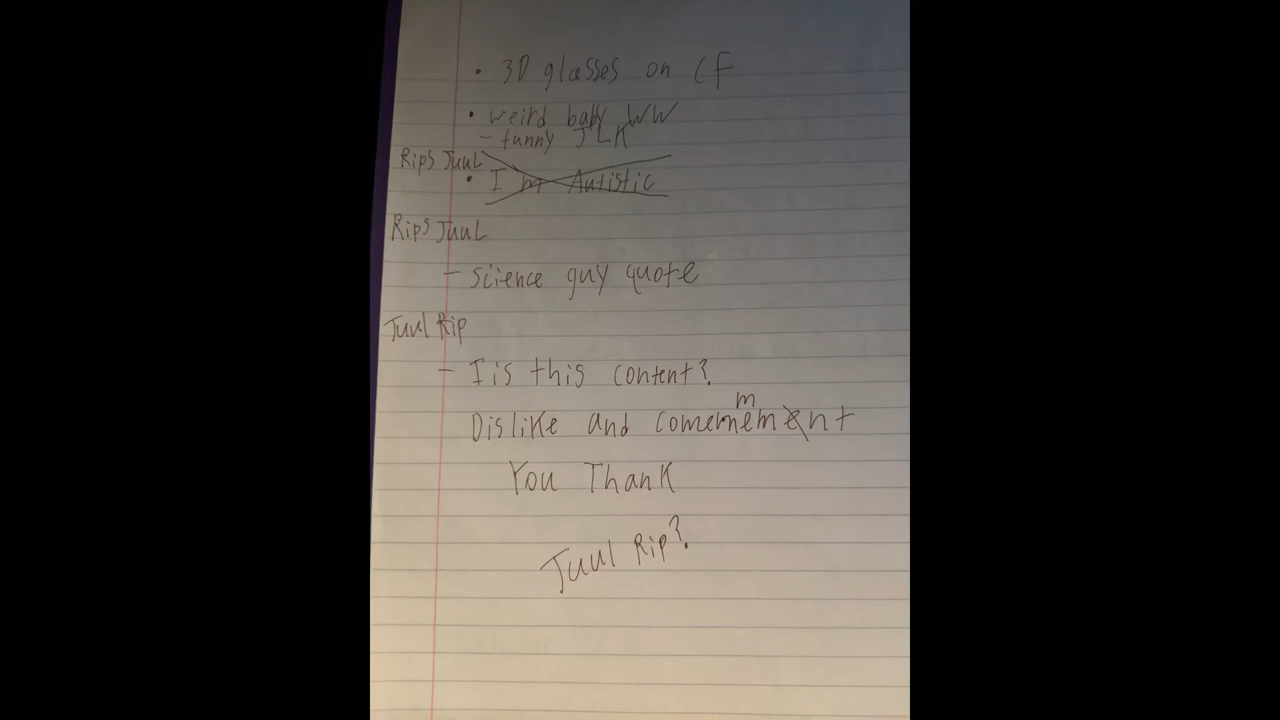 • 3D glasses on CF
• weird baby WW
- funny JLK
Rips JuuL
• I m Autistic
Rips JuuL
- Science guy quote
Juul Rip
- I is this content?
Dislike and comemement
m
You Thank
Juul Rip?